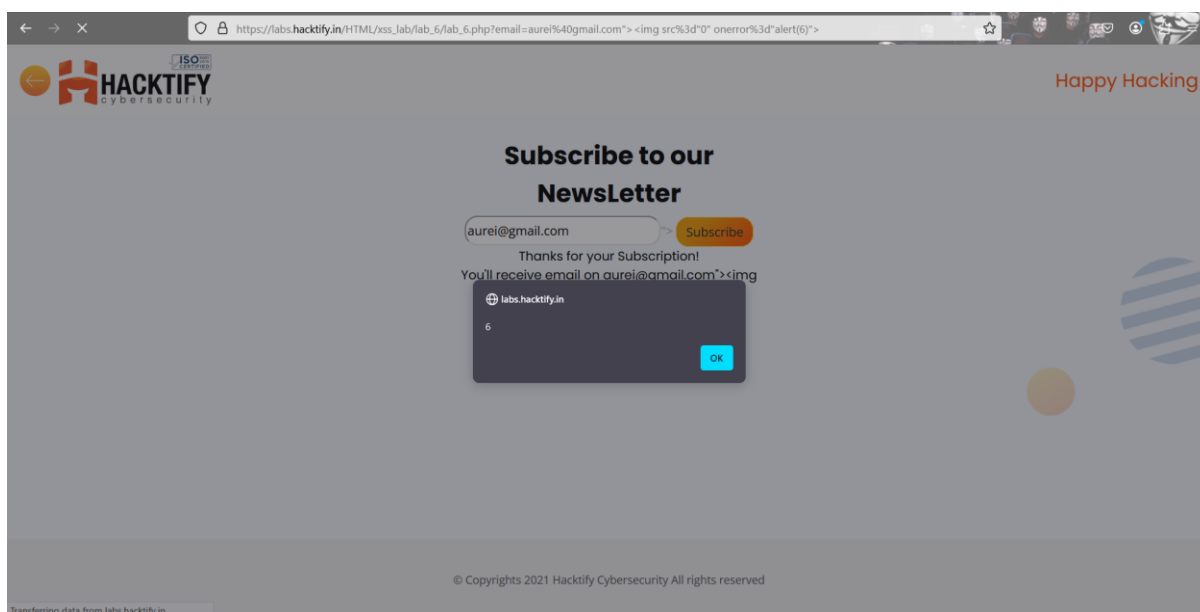 https://labs.hacktify.in/HTML/xss_lab/lab_6/lab_6.php?email=aurei%40gmail.com"><img src%3d"0" onerror%3d"alert(6)">
ISO
CERTIFIED
HACKTIFY
cybersecurity
Happy Hacking
Subscribe to our
NewsLetter
aurei@gmail.com "> Subscribe
Thanks for your Subscription!
You'll receive email on aurei@gmail.com"><img
labs.hacktify.in
6
OK
© Copyrights 2021 Hacktify Cybersecurity All rights reserved
Transferring data from labs.hacktify.in